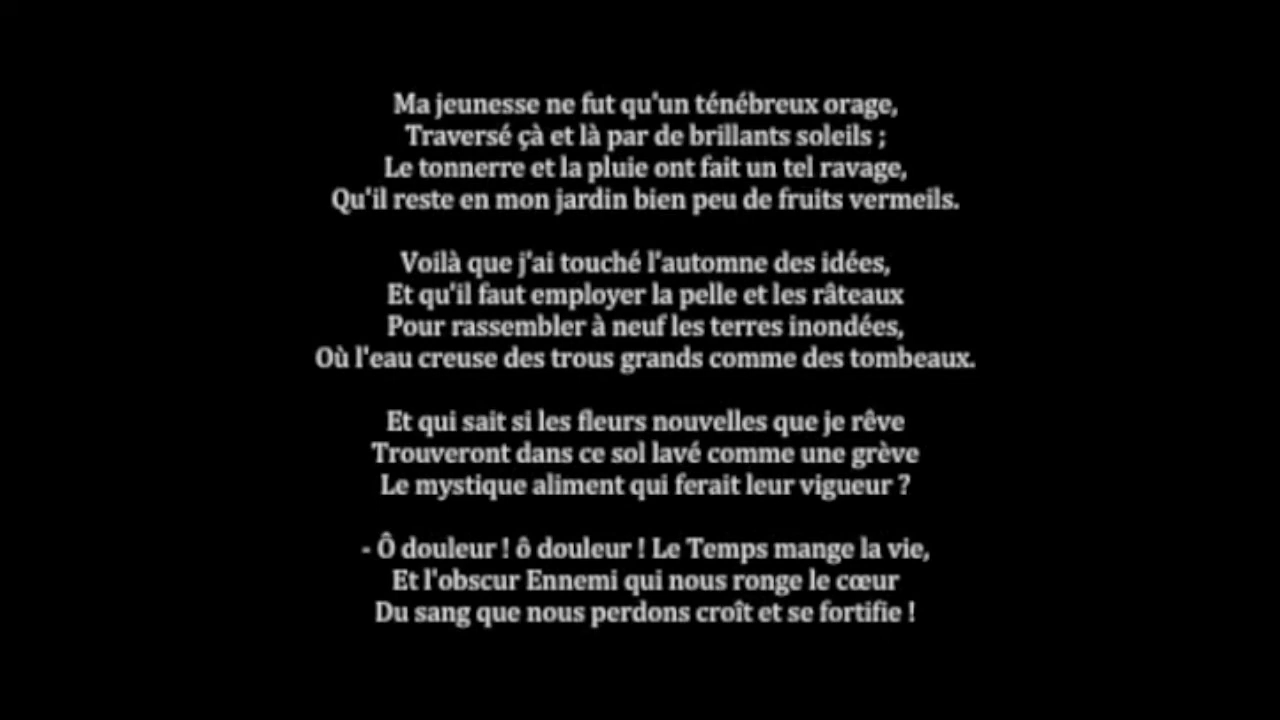 Ma jeunesse ne fut qu'un ténébreux orage,
Traversé çà et là par de brillants soleils ;
Le tonnerre et la pluie ont fait un tel ravage,
Qu'il reste en mon jardin bien peu de fruits vermeils.
Voilà que j'ai touché l'automne des idées,
Et qu'il faut employer la pelle et les râteaux
Pour rassembler à neuf les terres inondées,
Où l'eau creuse des trous grands comme des tombeaux.
Et qui sait si les fleurs nouvelles que je rêve
Trouveront dans ce sol lavé comme une grève
Le mystique aliment qui ferait leur vigueur ?
- Ô douleur ! ô douleur ! Le Temps mange la vie,
Et l'obscur Ennemi qui nous ronge le cœur
Du sang que nous perdons croît et se fortifie !